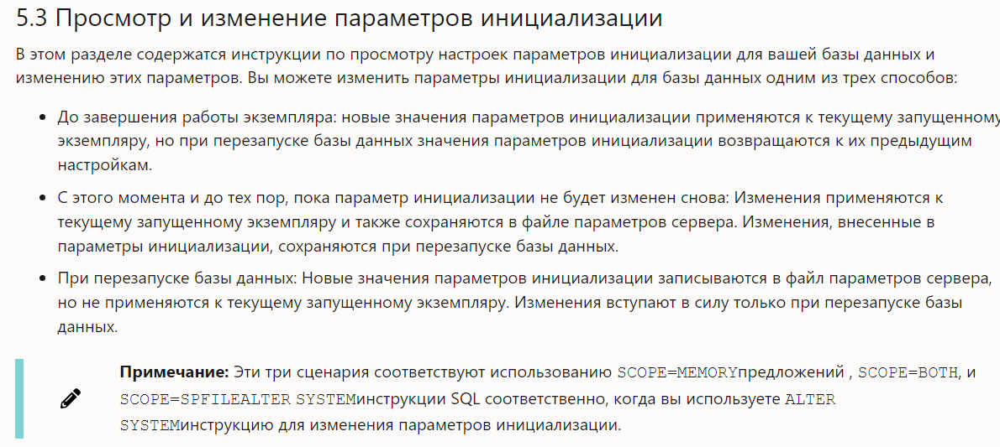 5.3 Просмотр и изменение параметров инициализации
В этом разделе содержатся инструкции по просмотру настроек параметров инициализации для вашей базы данных и
изменению этих параметров. Вы можете изменить параметры инициализации для базы данных одним из трех способов:
• До завершения работы экземпляра: новые значения параметров инициализации применяются к текущему запущенному
экземпляру, но при перезапуске базы данных значения параметров инициализации возвращаются к их предыдущим
настройкам.
• С этого момента и до тех пор, пока параметр инициализации не будет изменен снова: Изменения применяются к
текущему запущенному экземпляру и также сохраняются в файле параметров сервера. Изменения, внесенные в
параметры инициализации, сохраняются при перезапуске базы данных.
• При перезапуске базы данных: Новые значения параметров инициализации записываются в файл параметров сервера,
но не применяются к текущему запущенному экземпляру. Изменения вступают в силу только при перезапуске базы
данных.
Примечание: Эти три сценария соответствуют использованию SCOPE=MEMORYпредложений , SCOPE=BOTH, и
SCOPE=SPFILEALTER SYSTEMинструкции SQL соответственно, когда вы используете ALTER
SYSTEMинструкцию для изменения параметров инициализации.